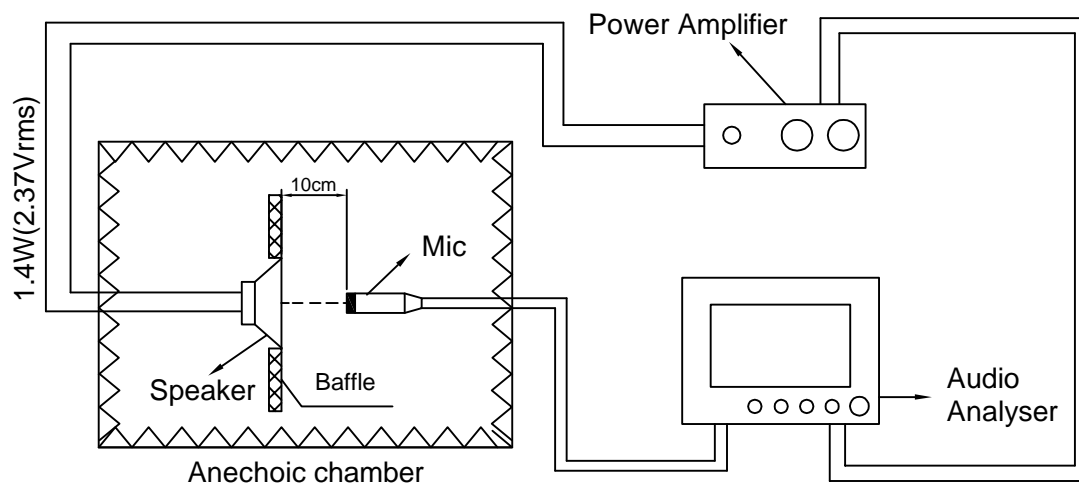 Power Amplifier
1.4W(2.37Vrms)
10cm
Mic
Speaker
Baffle
Audio
Analyser
Anechoic chamber